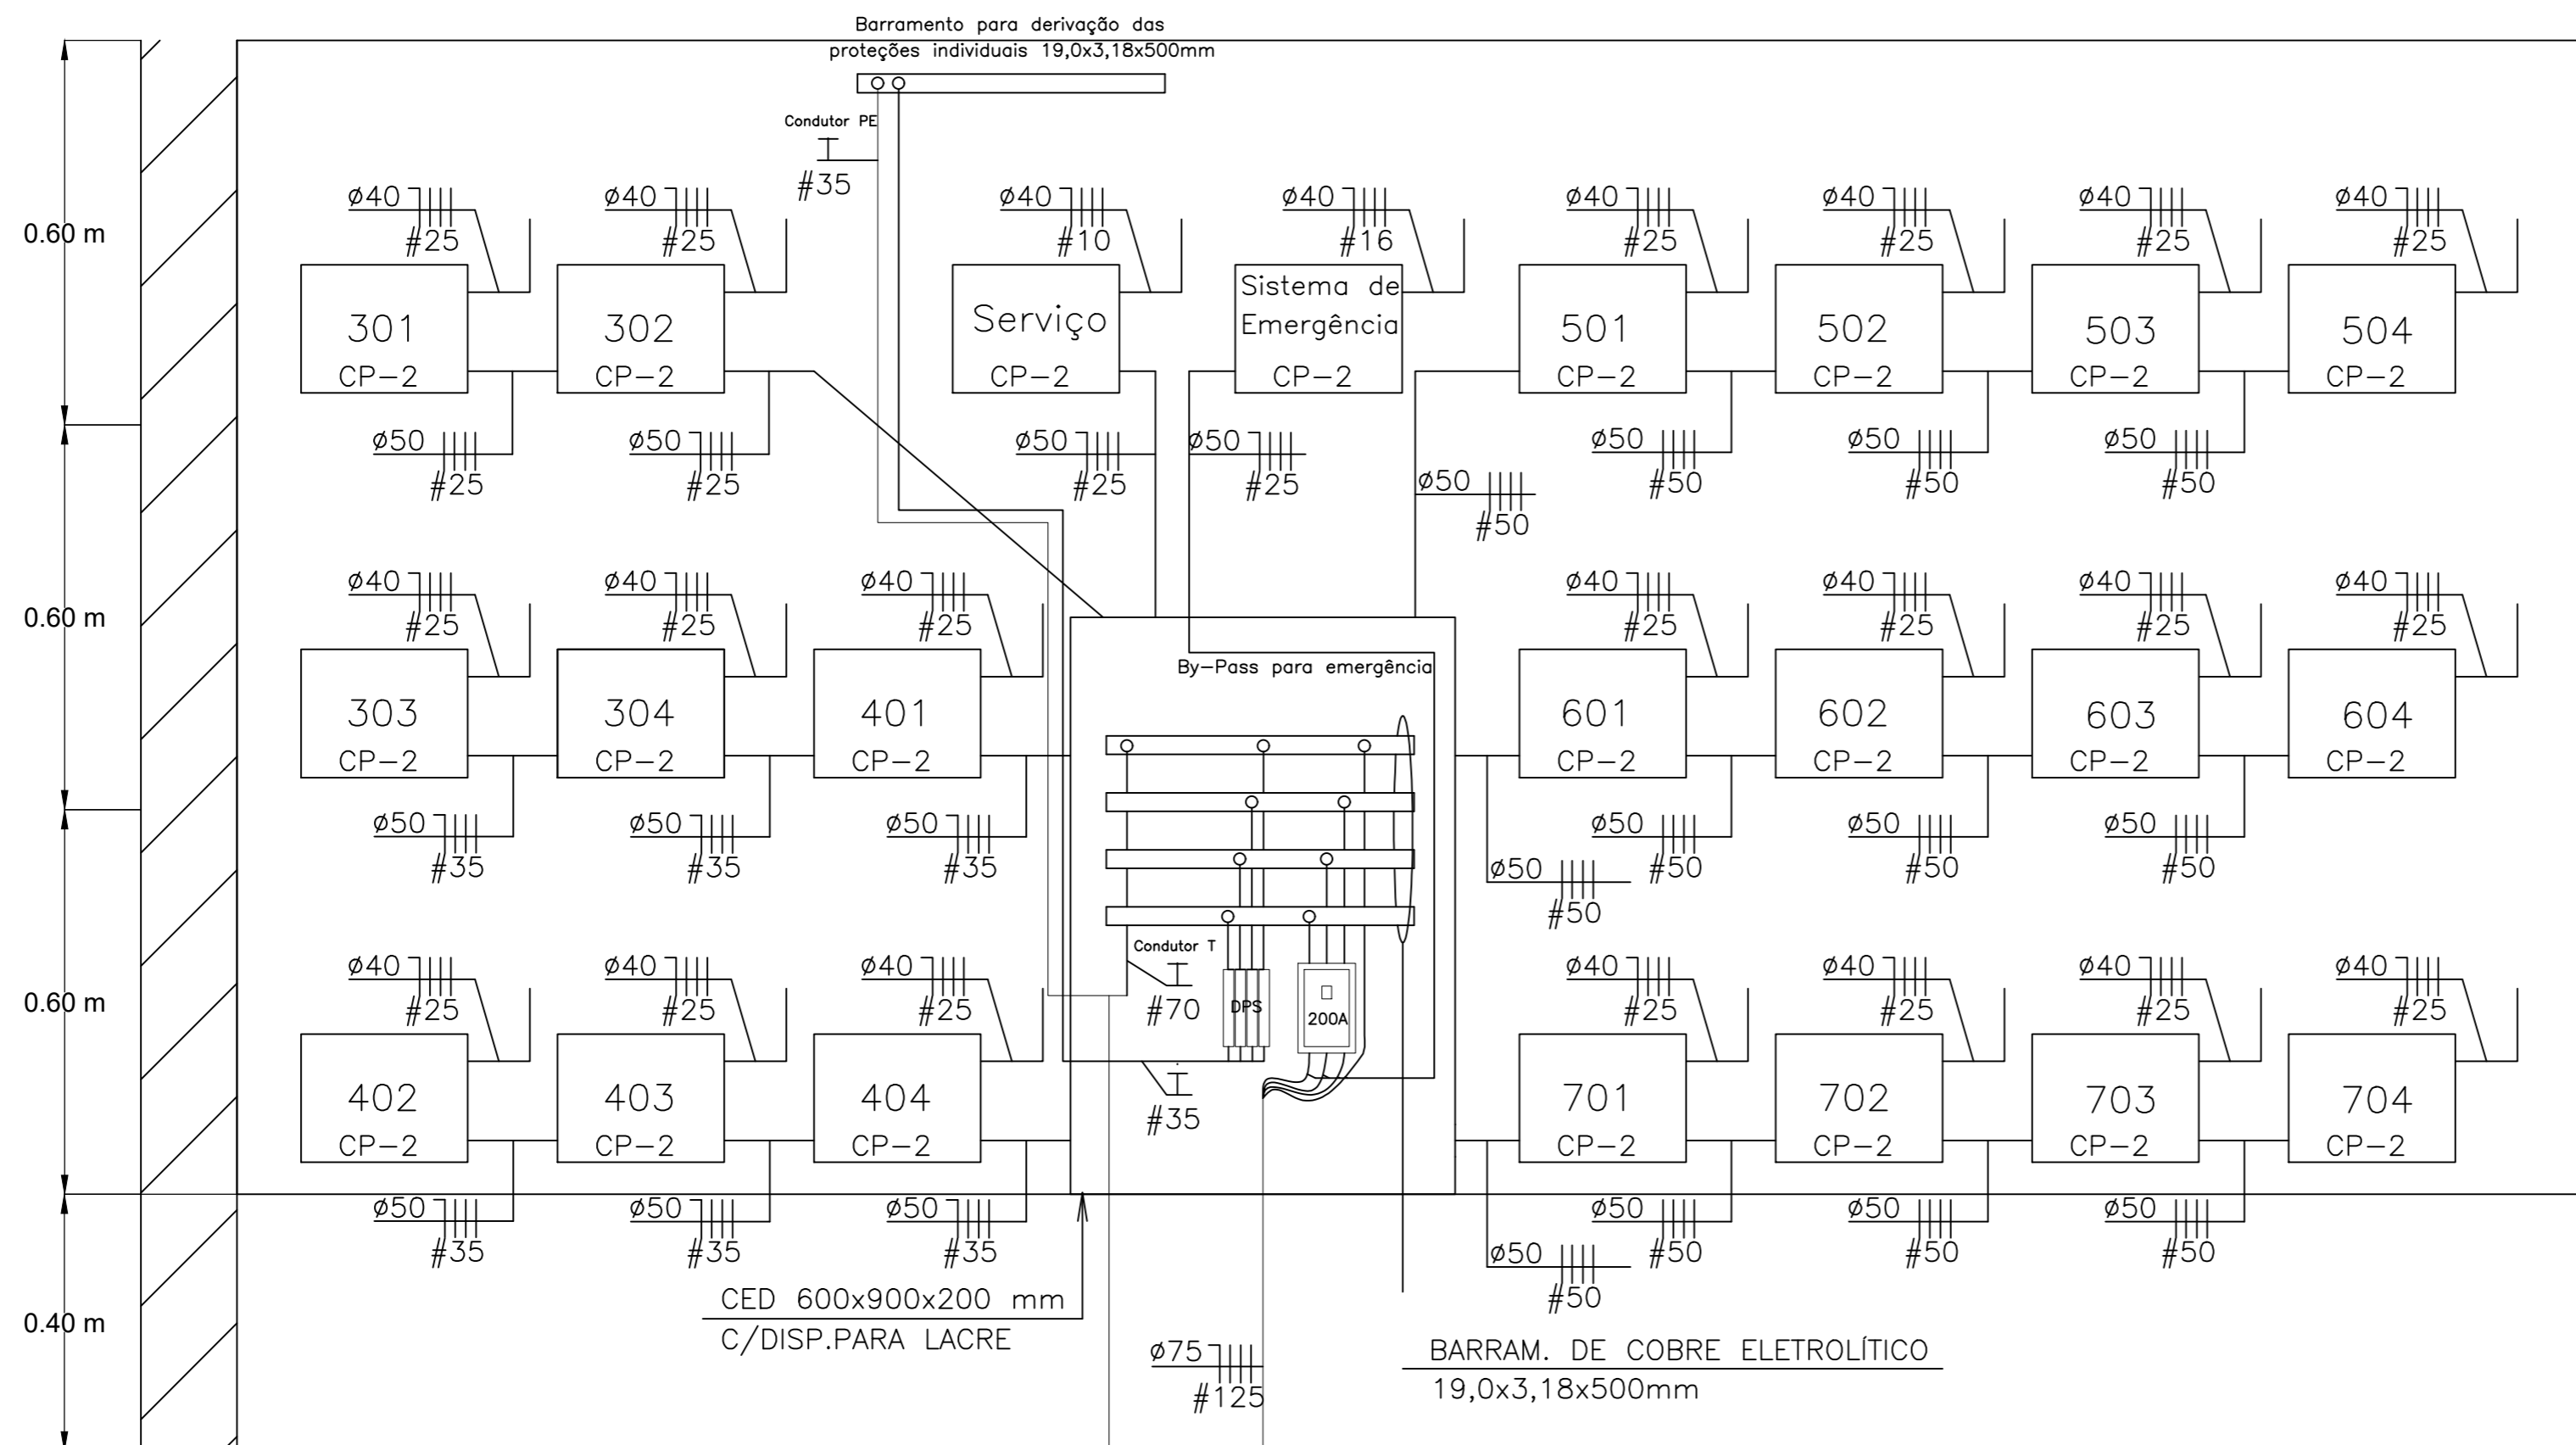 Barramento para derivação das
proteções individuais 19,0x3,18x500mm
Condutor PE
#35
0.60 m
ø40 #25
ø40 #25
ø40 #10
ø40 #16
ø40 #25
ø40 #25
ø40 #25
ø40 #25
301
CP-2
302
CP-2
Serviço
CP-2
Sistema de
Emergência
CP-2
501
CP-2
502
CP-2
503
CP-2
504
CP-2
ø50 #25
ø50 #25
ø50 #25
ø50 #25
ø50 #50
ø50 #50
ø50 #50
ø50 #50
0.60 m
ø40 #25
ø40 #25
ø40 #25
ø40 #25
ø40 #25
ø40 #25
ø40 #25
303
CP-2
304
CP-2
401
CP-2
By-Pass para emergência
601
CP-2
602
CP-2
603
CP-2
604
CP-2
ø50 #35
ø50 #35
ø50 #35
ø50 #50
ø50 #50
ø50 #50
ø50 #50
0.60 m
ø40 #25
ø40 #25
ø40 #25
Condutor T
#70
DPS
200A
#35
ø40 #25
ø40 #25
ø40 #25
ø40 #25
402
CP-2
403
CP-2
404
CP-2
701
CP-2
702
CP-2
703
CP-2
704
CP-2
ø50 #35
ø50 #35
ø50 #35
ø50 #50
ø50 #50
ø50 #50
ø50 #50
0.40 m
CED 600x900x200 mm
C/DISP.PARA LACRE
ø75 #125
BARRAM. DE COBRE ELETROLÍTICO
19,0x3,18x500mm